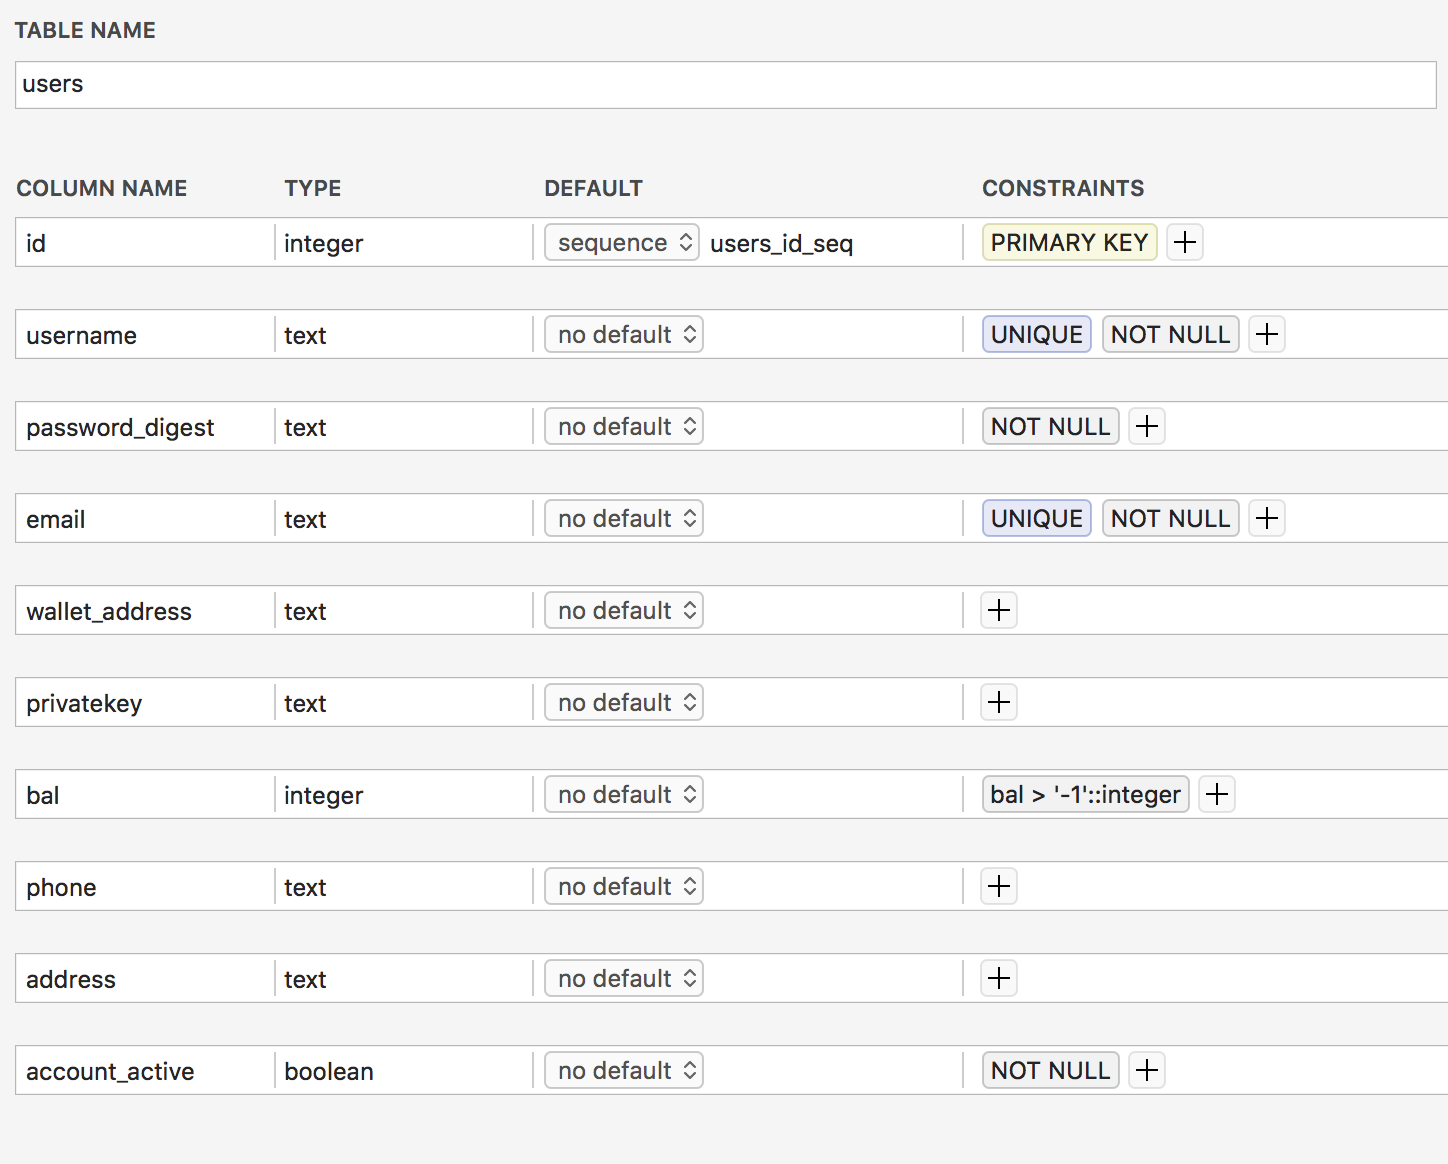 TABLE NAME
users
COLUMN NAME TYPE DEFAULT CONSTRAINTS
id integer sequence users_id_seq PRIMARY KEY +
username text no default UNIQUE NOT NULL +
password_digest text no default NOT NULL +
email text no default UNIQUE NOT NULL +
wallet_address text no default +
privatekey text no default +
bal integer no default bal > '-1'::integer +
phone text no default +
address text no default +
account_active boolean no default NOT NULL +